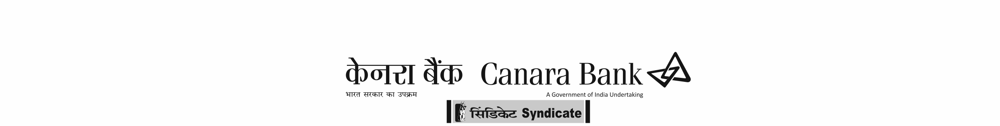 केनरा बैंक Canara Bank
भारत सरकार का उपक्रम A Government of India Undertaking
सिंडिकेट Syndicate